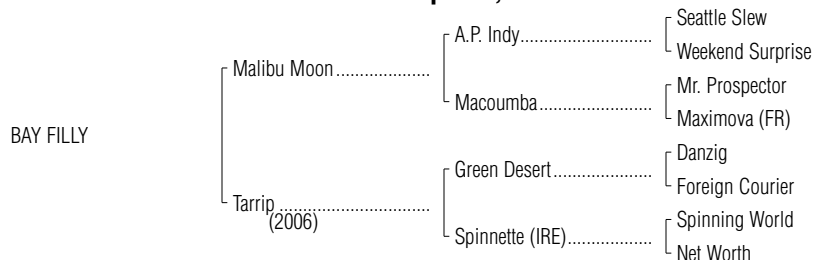 Seattle Slew
A.P. Indy
Weekend Surprise
Malibu Moon
Mr. Prospector
Macoumba
Maximova (FR)
BAY FILLY
Danzig
Green Desert
Foreign Courier
Tarrip
(2006)
Spinning World
Spinnette (IRE)
Net Worth